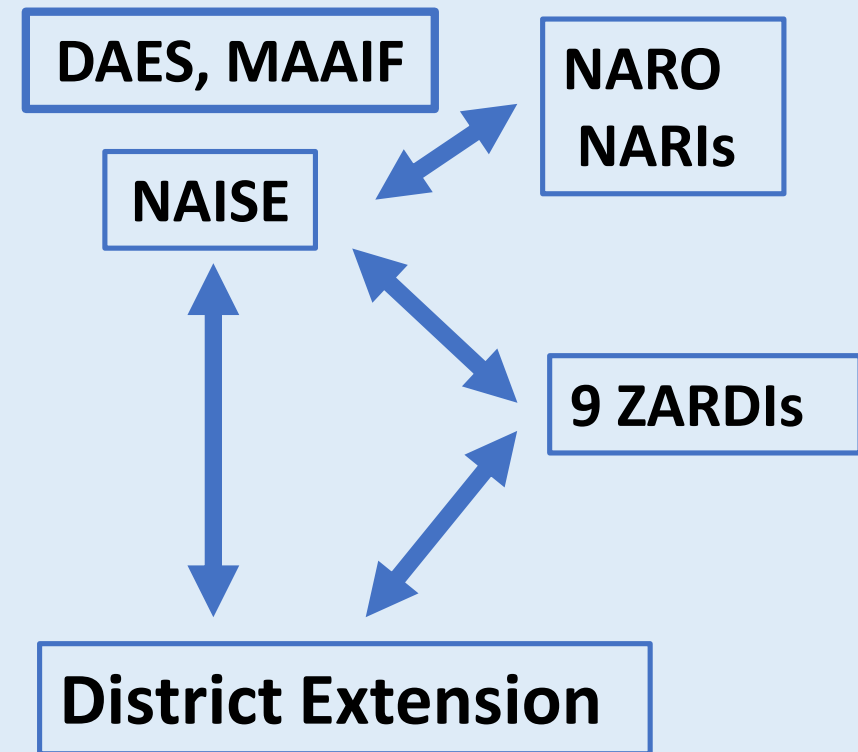 DAES, MAAIF
NARO
NARIs
NAISE
9 ZARDIs
District Extension